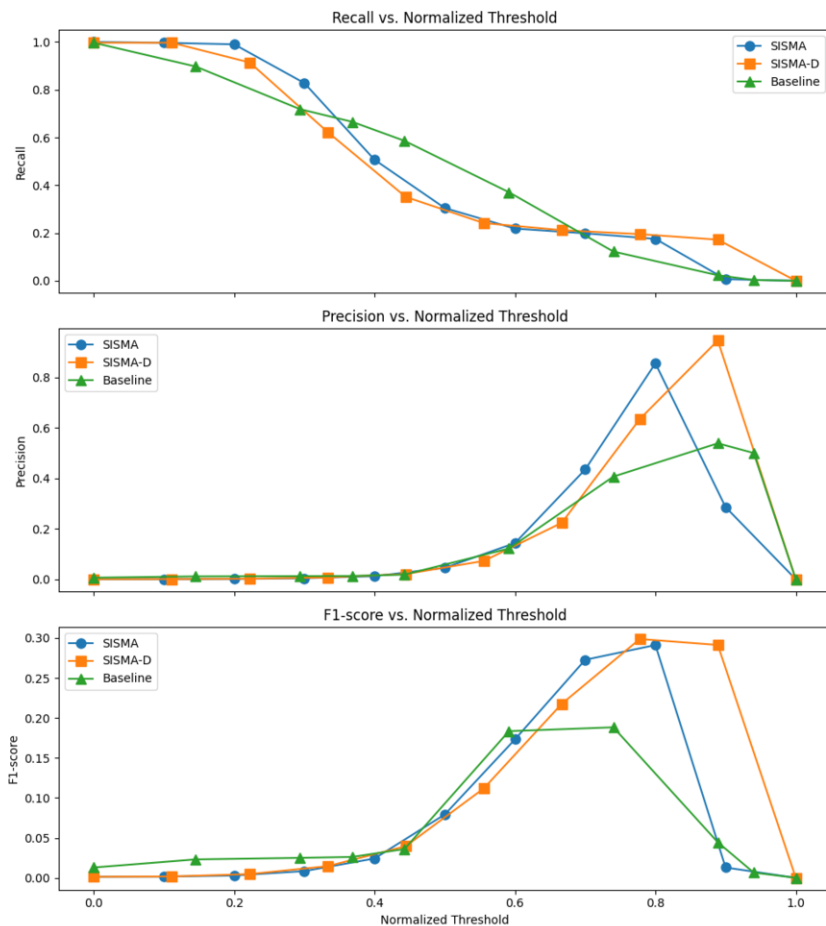 Recall vs. Normalized Threshold
1.0
0.8
0.6
0.4
0.2
0.0
Recall
SISMA
SISMA-D
Baseline
Precision vs. Normalized Threshold
0.8
0.6
0.4
0.2
0.0
Precision
SISMA
SISMA-D
Baseline
F1-score vs. Normalized Threshold
0.30
0.25
0.20
0.15
0.10
0.05
0.00
F1-score
SISMA
SISMA-D
Baseline
0.0 0.2 0.4 0.6 0.8 1.0
Normalized Threshold